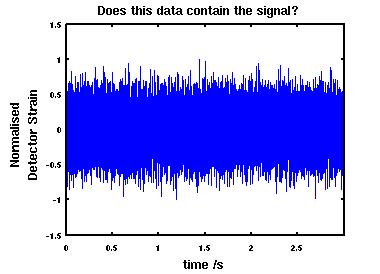 Does this data contain the signal?
1.5
1
0.5
0
-0.5
-1
-1.5
Normalised
Detector Strain
0 0.5 1 1.5 2 2.5
time /s